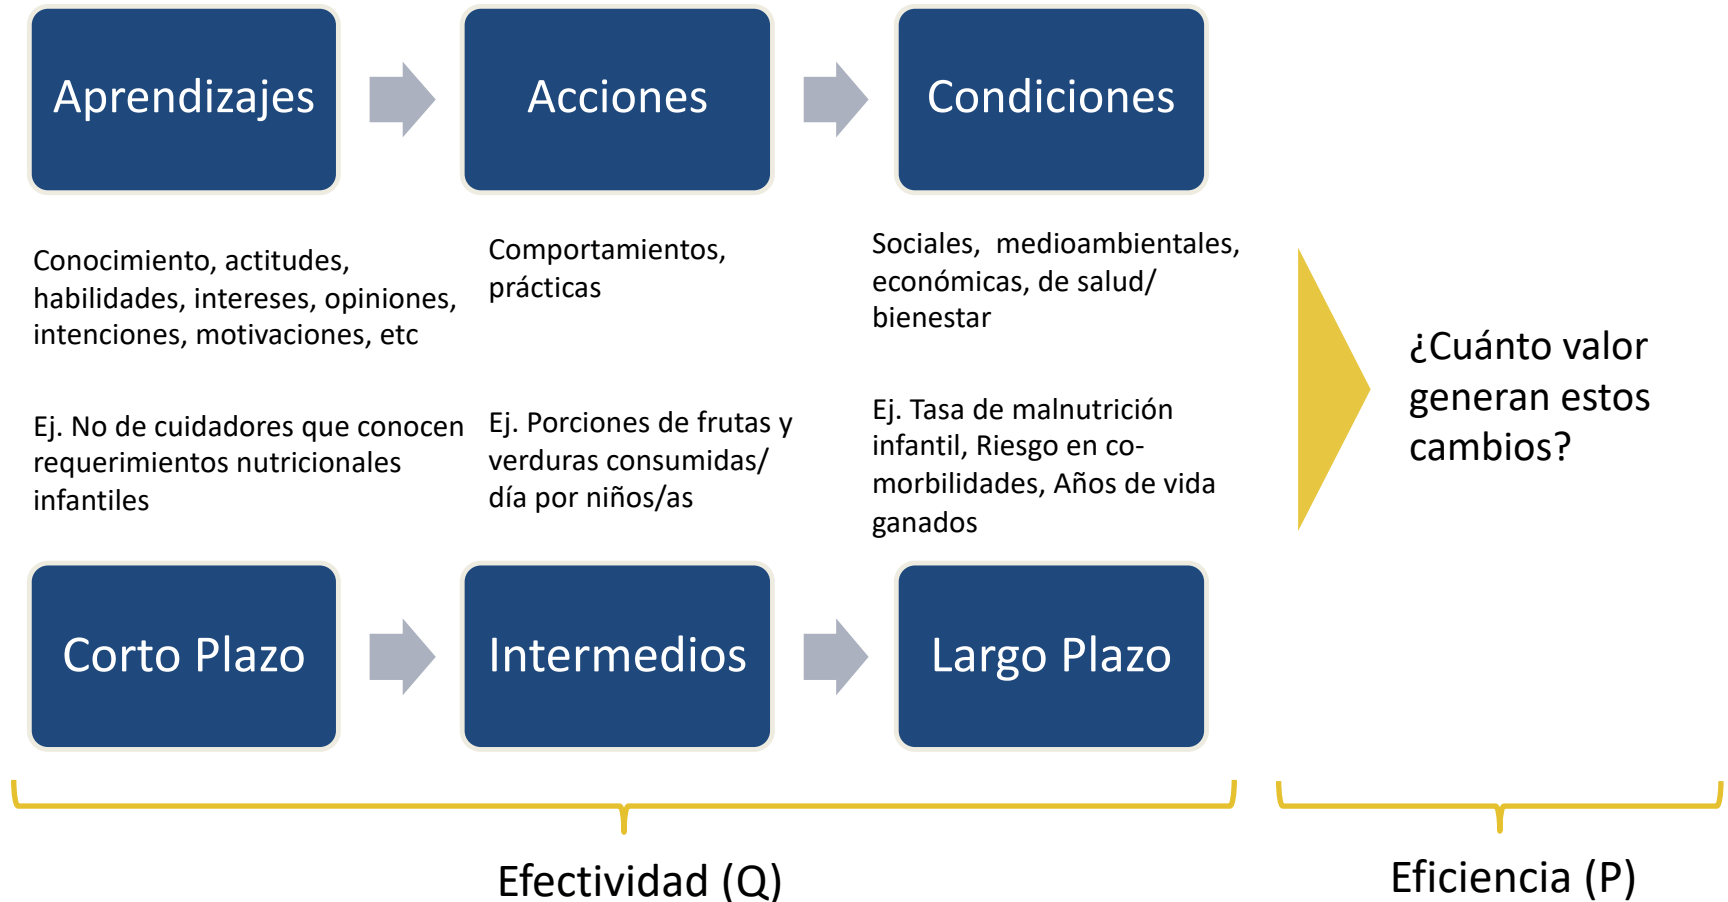 Aprendizajes
Acciones
Condiciones
Conocimiento, actitudes,
habilidades, intereses, opiniones,
intenciones, motivaciones, etc
Comportamientos,
prácticas
Sociales, medioambientales,
económicas, de salud/
bienestar
Ej. No de cuidadores que conocen
requerimientos nutricionales
infantiles
Ej. Porciones de frutas y
verduras consumidas/
día por niños/as
Ej. Tasa de malnutrición
infantil, Riesgo en co-
morbilidades, Años de vida
ganados
¿Cuánto valor
generan estos
cambios?
Corto Plazo
Intermedios
Largo Plazo
Efectividad (Q)
Eficiencia (P)